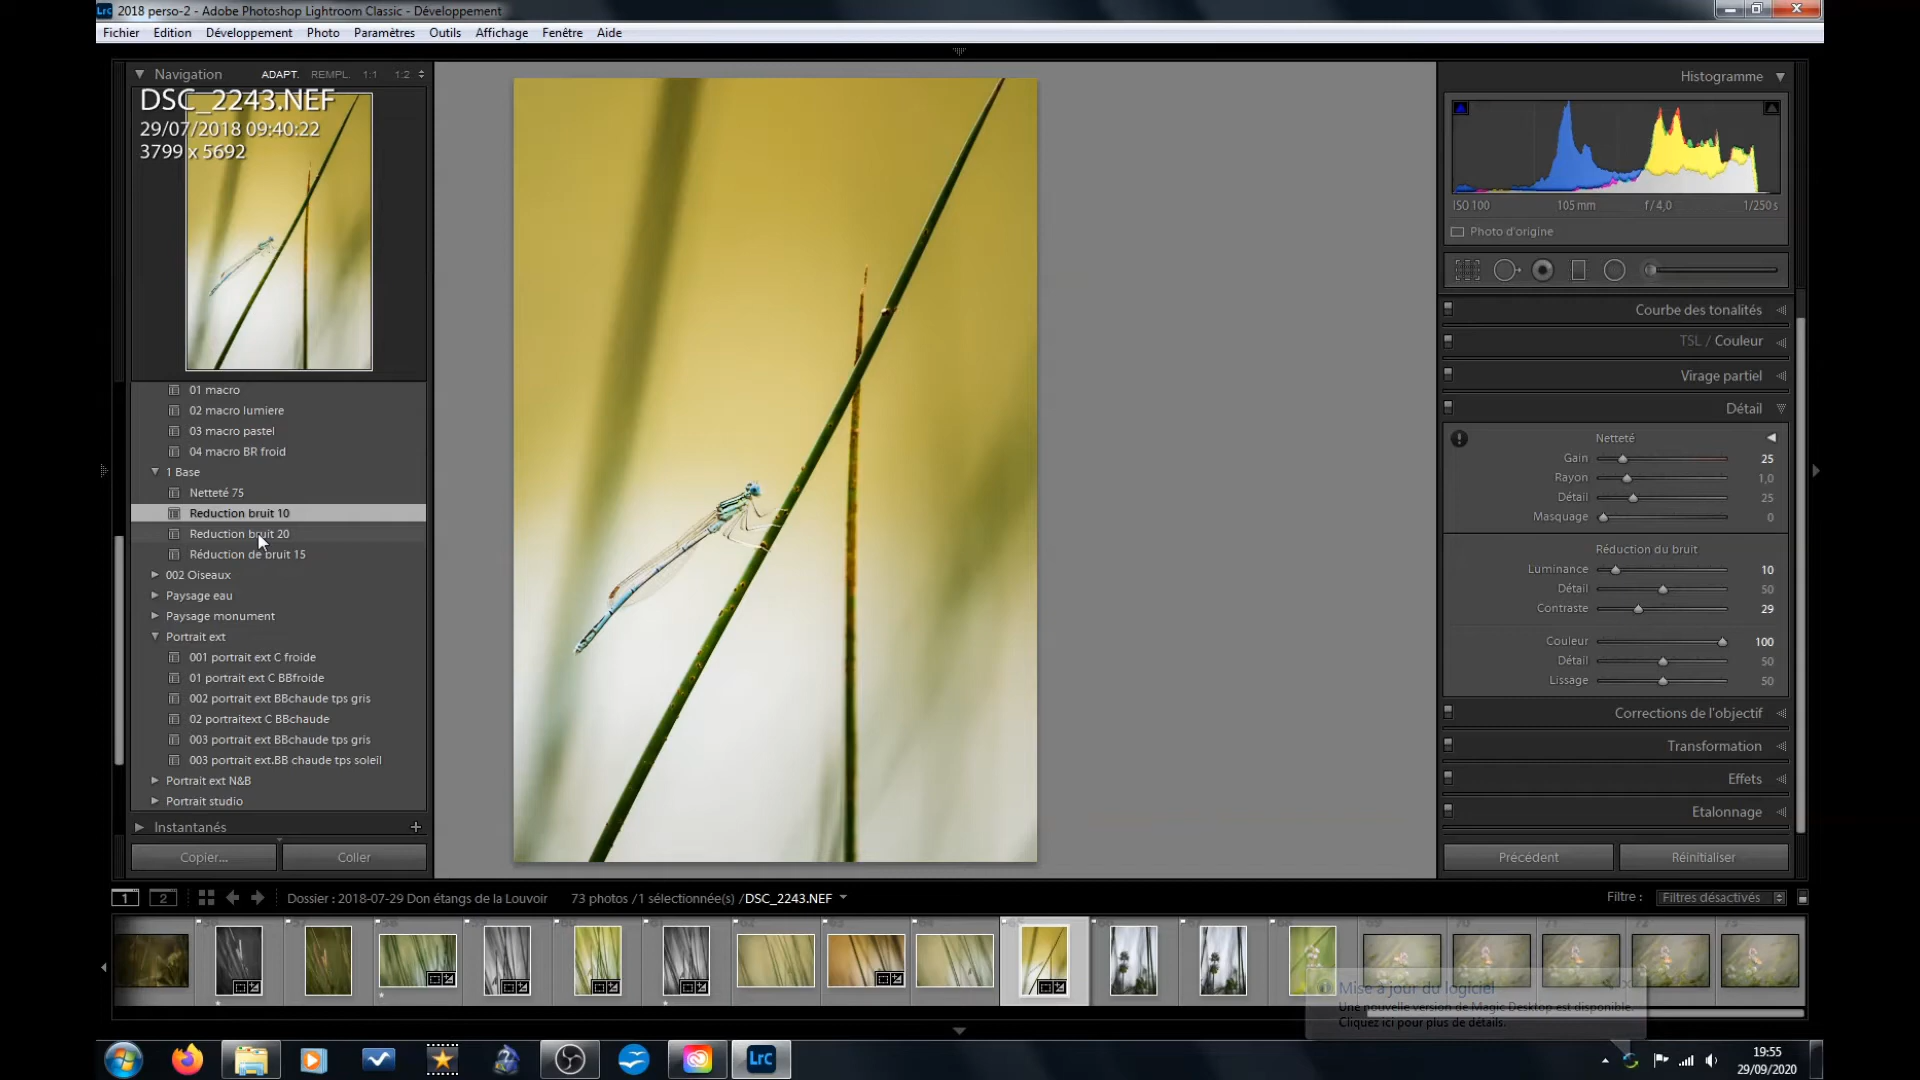 2018 perso-2 - Adobe Photoshop Lightroom Classic - Développement
Fichier Edition Développement Photo Paramètres Outils Affichage Fenêtre Aide
Navigation ADAPT. REMPL. 1:1 1:2
DSC_2243.NEF
29/07/2018 09:40:22
3799 x 5692
01 macro
02 macro lumiere
03 macro pastel
04 macro BR froid
1 Base
Netteté 75
Reduction bruit 10
Reduction bruit 20
Réduction de bruit 15
002 Oiseaux
Paysage eau
Paysage monument
Portrait ext
001 portrait ext C froide
01 portrait ext C BBfroide
002 portrait ext BBchaude tps gris
02 portraitext C BBchaude
003 portrait ext BBchaude tps gris
003 portrait ext.BB chaude tps soleil
Portrait ext N&B
Portrait studio
Instantanés
Copier... Coller
Histogramme
ISO 100 105 mm f/4,0 1/250 s
Photo d'origine
Courbe des tonalités
TSL / Couleur
Virage partiel
Détail
Netteté
Gain 25
Rayon 1,0
Détail 25
Masquage 0
Réduction du bruit
Luminance 10
Détail 50
Contraste 29
Couleur 100
Détail 50
Lissage 50
Corrections de l'objectif
Transformation
Effets
Etalonnage
Précédent Réinitialiser
1 2 Dossier : 2018-07-29 Don étangs de la Louvoir 73 photos /1 sélectionnée(s) /DSC_2243.NEF Filtre : Filtres désactivés
Mise à jour du logiciel
Une nouvelle version de Magic Desktop est disponible.
Cliquez ici pour plus de détails.
Lrc
19:55
29/09/2020